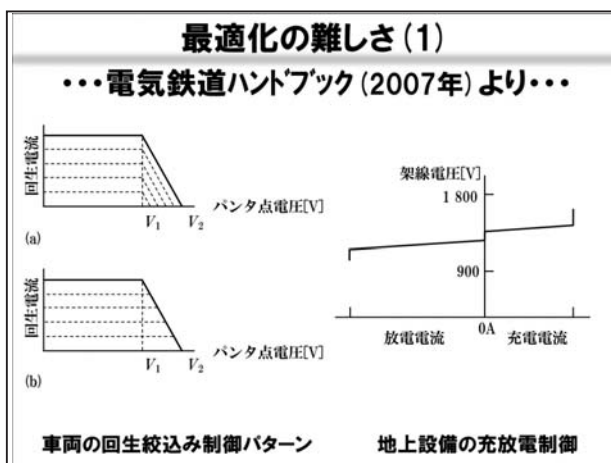 最適化の難しさ(1)
・・・電気鉄道ハンドブック(2007年)より・・・
回生電流
パンタ点電圧[V]
V₁ V₂
(a)
回生電流
パンタ点電圧[V]
V₁ V₂
(b)
架線電圧[V]
1 800
900
放電電流 0A 充電電流
車両の回生絞込み制御パターン
地上設備の充放電制御